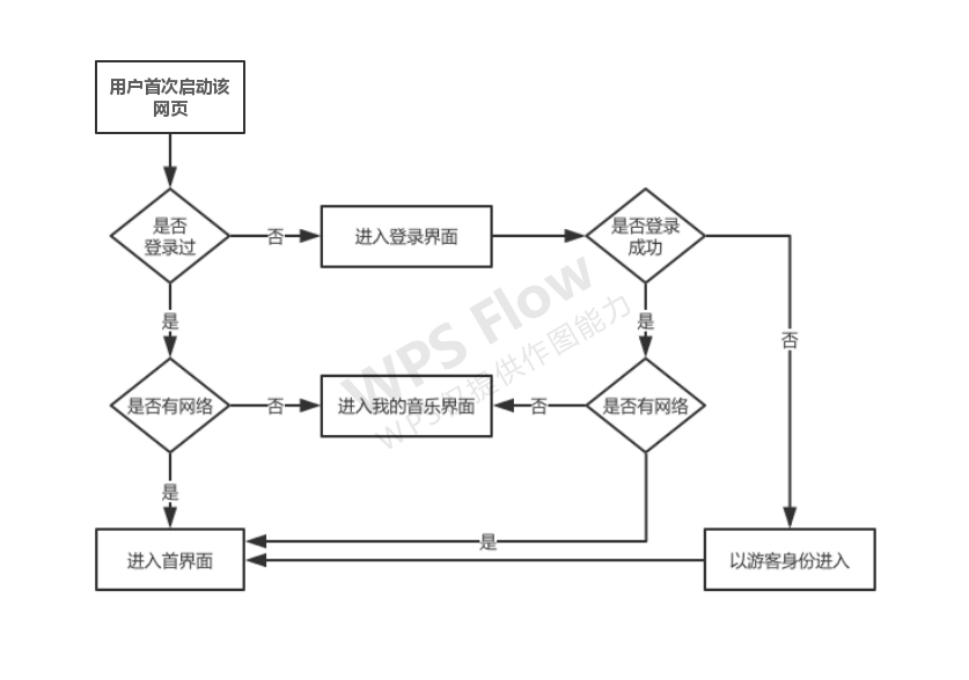 用户首次启动该
网页
是否
登录过
否
进入登录界面
是否登录
成功
是
是
否
是否有网络
否
进入我的音乐界面
否
是否有网络
是
进入首界面
是
以游客身份进入
WPS Flow
WPS仅提供作图能力